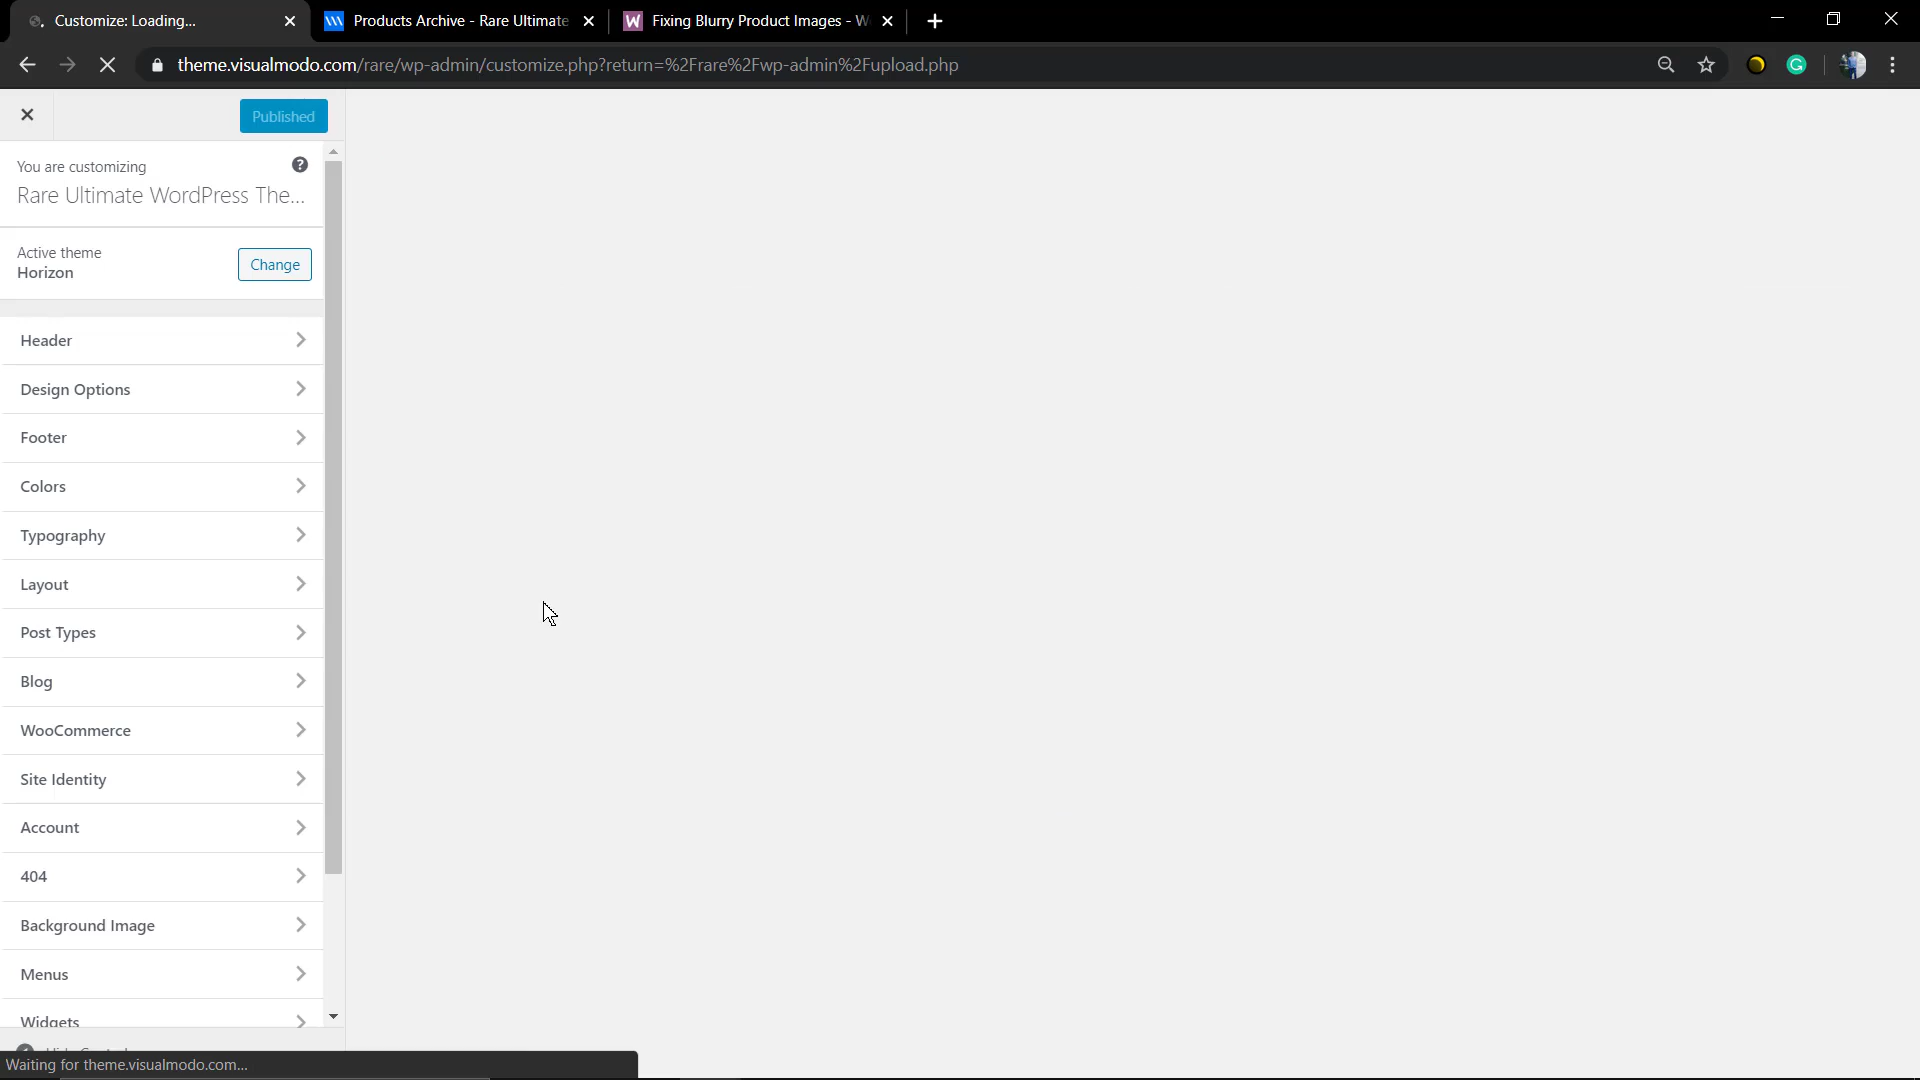 Customize: Loading...
Products Archive - Rare Ultimate
Fixing Blurry Product Images - W
theme.visualmodo.com/rare/wp-admin/customize.php?return=%2Frare%2Fwp-admin%2Fupload.php
Published
You are customizing
Rare Ultimate WordPress The...
Active theme
Horizon
Change
Header
Design Options
Footer
Colors
Typography
Layout
Post Types
Blog
WooCommerce
Site Identity
Account
404
Background Image
Menus
Widgets
Waiting for theme.visualmodo.com...